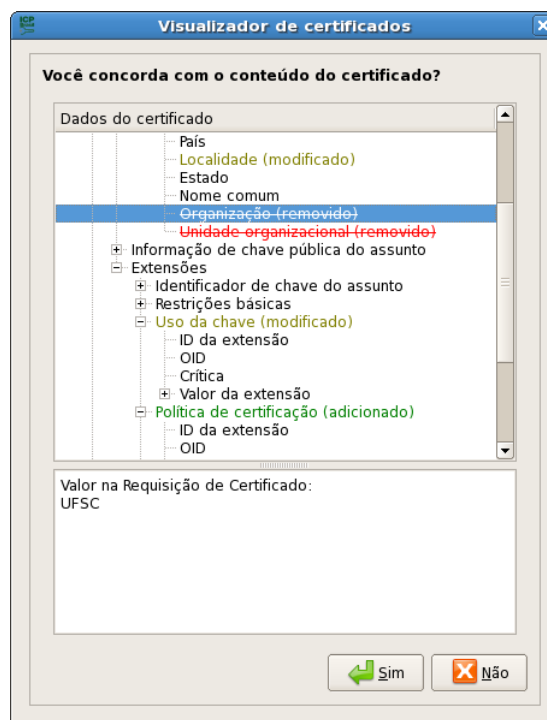 ICP
Visualizador de certificados
Você concorda com o conteúdo do certificado?
Dados do certificado
País
Localidade (modificado)
Estado
Nome comum
Organização (removido)
Unidade organizacional (removido)
Informação de chave pública do assunto
Extensões
Identificador de chave do assunto
Restrições básicas
Uso da chave (modificado)
ID da extensão
OID
Crítica
Valor da extensão
Política de certificação (adicionado)
ID da extensão
OID
Valor na Requisição de Certificado:
UFSC
Sim
Não